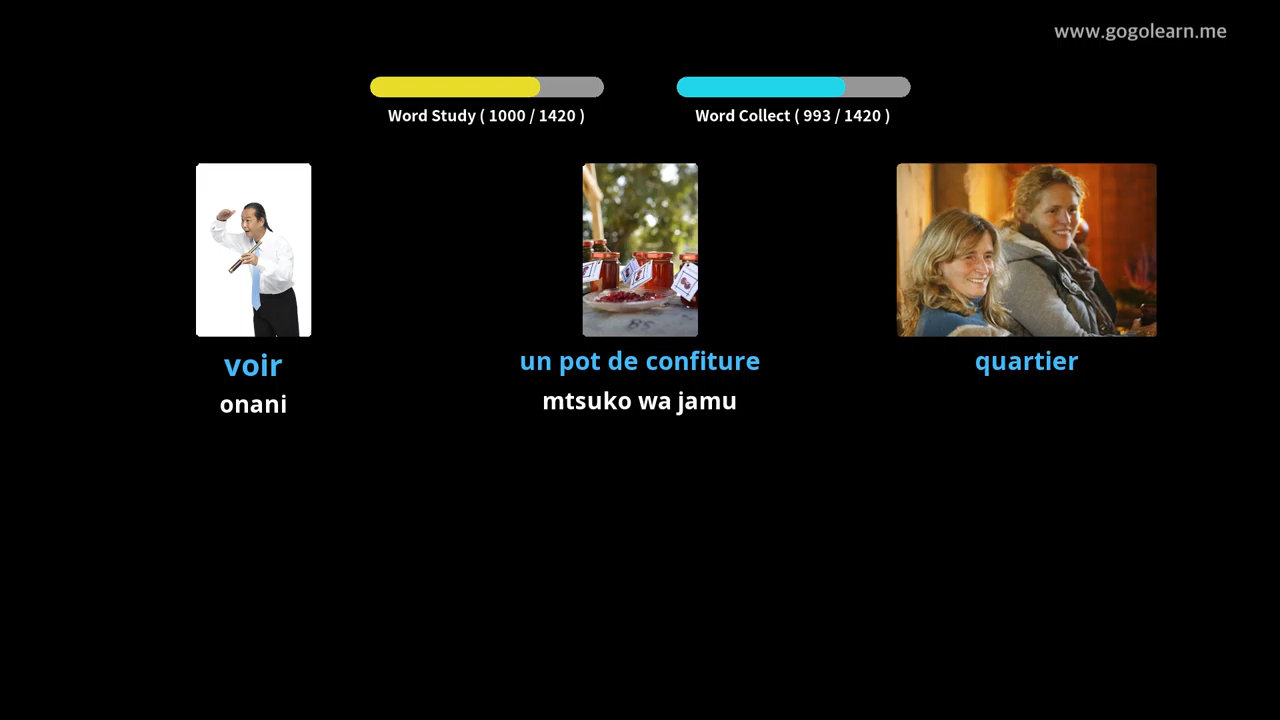 www.gogolearn.me
Word Study ( 1000 / 1420 )
Word Collect ( 993 / 1420 )
voir
onani
un pot de confiture
mtsuko wa jamu
quartier